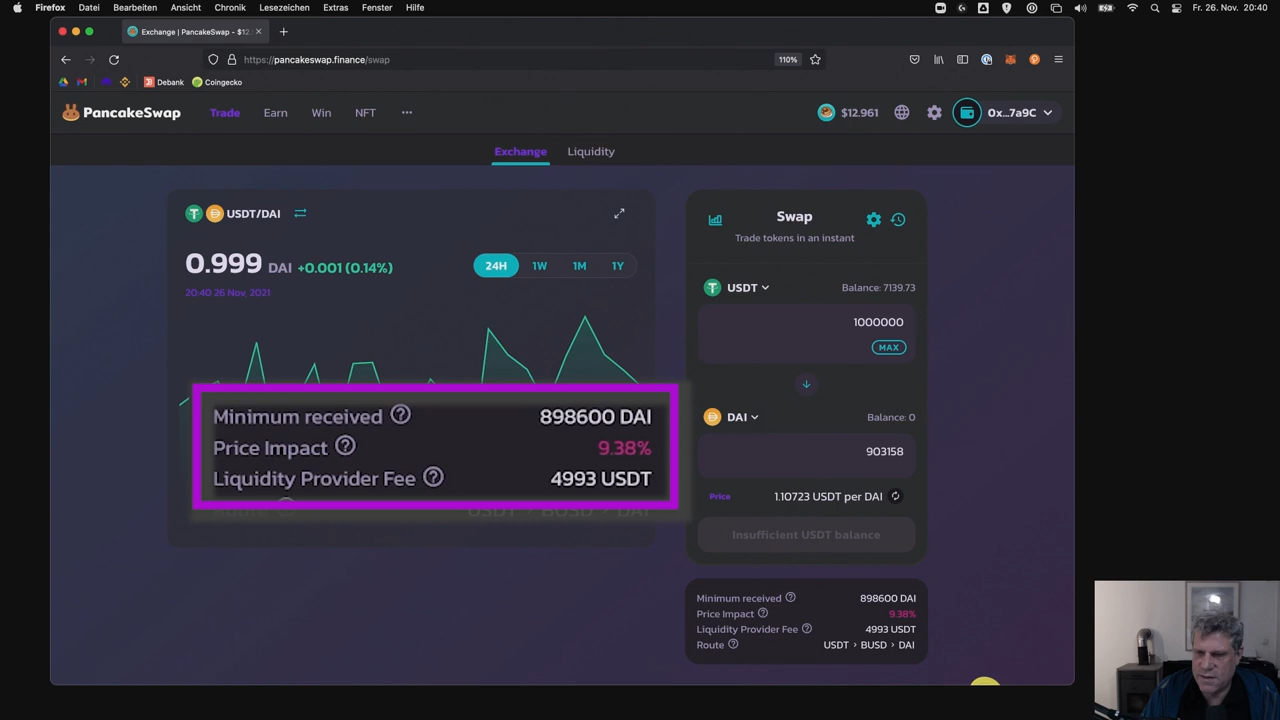 Firefox Datei Bearbeiten Ansicht Chronik Lesezeichen Extras Fenster Hilfe Fr. 26. Nov. 20:40
Exchange | PancakeSwap - $12.
https://pancakeswap.finance/swap 110%
Debank Coingecko
PancakeSwap Trade Earn Win NFT $12.961 0x...7a9C
Exchange Liquidity
USDT/DAI
0.999 DAI +0.001 (0.14%)
24H 1W 1M 1Y
20:40 26 Nov, 2021
Minimum received 898600 DAI
Price Impact 9.38%
Liquidity Provider Fee 4993 USDT
Route USDT > BUSD > DAI
Swap
Trade tokens in an instant
USDT Balance: 7139.73
1000000
MAX
DAI Balance: 0
903158
Price 1.10723 USDT per DAI
Insufficient USDT balance
Minimum received 898600 DAI
Price Impact 9.38%
Liquidity Provider Fee 4993 USDT
Route USDT > BUSD > DAI